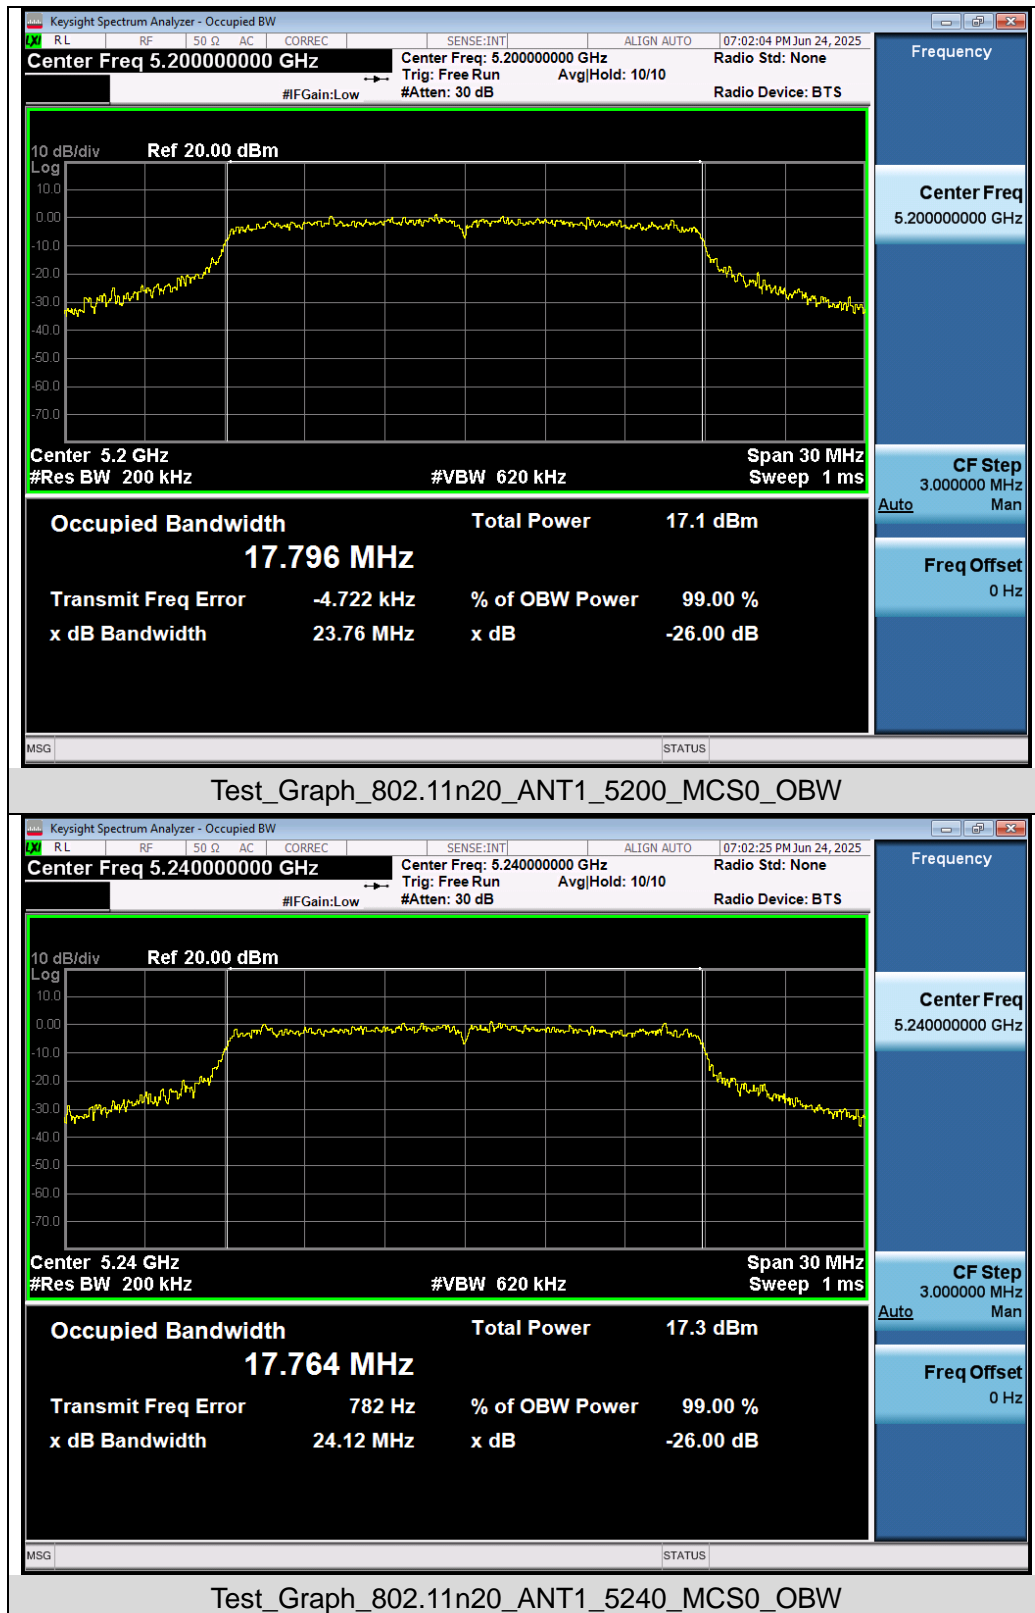 Keysight Spectrum Analyzer - Occupied BW
LXI RL RF 50 Ω AC CORREC SENSE:INT ALIGN AUTO 07:02:04 PM Jun 24, 2025
Center Freq 5.200000000 GHz
Center Freq: 5.200000000 GHz Radio Std: None
Trig: Free Run Avg|Hold: 10/10
#IFGain:Low #Atten: 30 dB Radio Device: BTS
Frequency
10 dB/div Ref 20.00 dBm
Log
10.0
0.00
-10.0
-20.0
-30.0
-40.0
-50.0
-60.0
-70.0
Center 5.2 GHz Span 30 MHz
#Res BW 200 kHz #VBW 620 kHz Sweep 1 ms
Center Freq
5.200000000 GHz
CF Step
3.000000 MHz
Auto Man
Freq Offset
0 Hz
Occupied Bandwidth Total Power 17.1 dBm
17.796 MHz
Transmit Freq Error -4.722 kHz % of OBW Power 99.00 %
x dB Bandwidth 23.76 MHz x dB -26.00 dB
MSG STATUS
Test_Graph_802.11n20_ANT1_5200_MCS0_OBW
Keysight Spectrum Analyzer - Occupied BW
LXI RL RF 50 Ω AC CORREC SENSE:INT ALIGN AUTO 07:02:25 PM Jun 24, 2025
Center Freq 5.240000000 GHz
Center Freq: 5.240000000 GHz Radio Std: None
Trig: Free Run Avg|Hold: 10/10
#IFGain:Low #Atten: 30 dB Radio Device: BTS
Frequency
10 dB/div Ref 20.00 dBm
Log
10.0
0.00
-10.0
-20.0
-30.0
-40.0
-50.0
-60.0
-70.0
Center 5.24 GHz Span 30 MHz
#Res BW 200 kHz #VBW 620 kHz Sweep 1 ms
Center Freq
5.240000000 GHz
CF Step
3.000000 MHz
Auto Man
Freq Offset
0 Hz
Occupied Bandwidth Total Power 17.3 dBm
17.764 MHz
Transmit Freq Error 782 Hz % of OBW Power 99.00 %
x dB Bandwidth 24.12 MHz x dB -26.00 dB
MSG STATUS
Test_Graph_802.11n20_ANT1_5240_MCS0_OBW